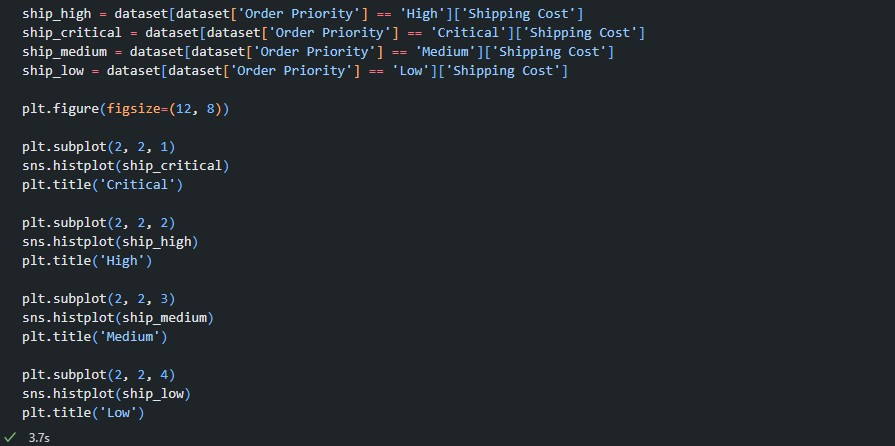 ship_high = dataset[dataset['Order Priority'] == 'High']['Shipping Cost']
ship_critical = dataset[dataset['Order Priority'] == 'Critical']['Shipping Cost']
ship_medium = dataset[dataset['Order Priority'] == 'Medium']['Shipping Cost']
ship_low = dataset[dataset['Order Priority'] == 'Low']['Shipping Cost']
plt.figure(figsize=(12, 8))
plt.subplot(2, 2, 1)
sns.histplot(ship_critical)
plt.title('Critical')
plt.subplot(2, 2, 2)
sns.histplot(ship_high)
plt.title('High')
plt.subplot(2, 2, 3)
sns.histplot(ship_medium)
plt.title('Medium')
plt.subplot(2, 2, 4)
sns.histplot(ship_low)
plt.title('Low')
3.7s